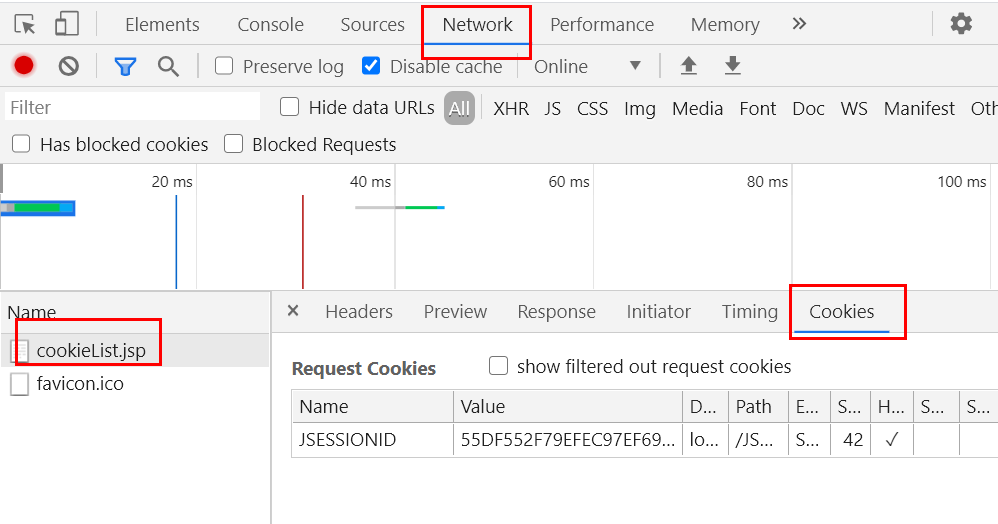 Elements Console Sources Network Performance Memory »
Preserve log Disable cache Online
Filter Hide data URLs All XHR JS CSS Img Media Font Doc WS Manifest Oth
Has blocked cookies Blocked Requests
20 ms 40 ms 60 ms 80 ms 100 ms
Name
cookieList.jsp
favicon.ico
× Headers Preview Response Initiator Timing Cookies
Request Cookies show filtered out request cookies
Name Value D... Path E... S... H... S... S...
JSESSIONID 55DF552F79EFEC97EF69... lo... /JS... S... 42 ✓